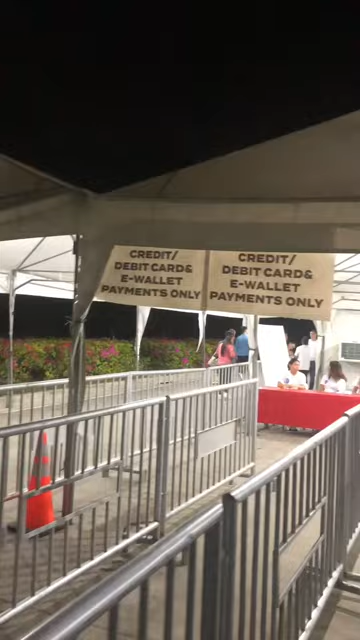 CREDIT/
DEBIT CARD&
E-WALLET
PAYMENTS ONLY
CREDIT/
DEBIT CARD&
E-WALLET
PAYMENTS ONLY